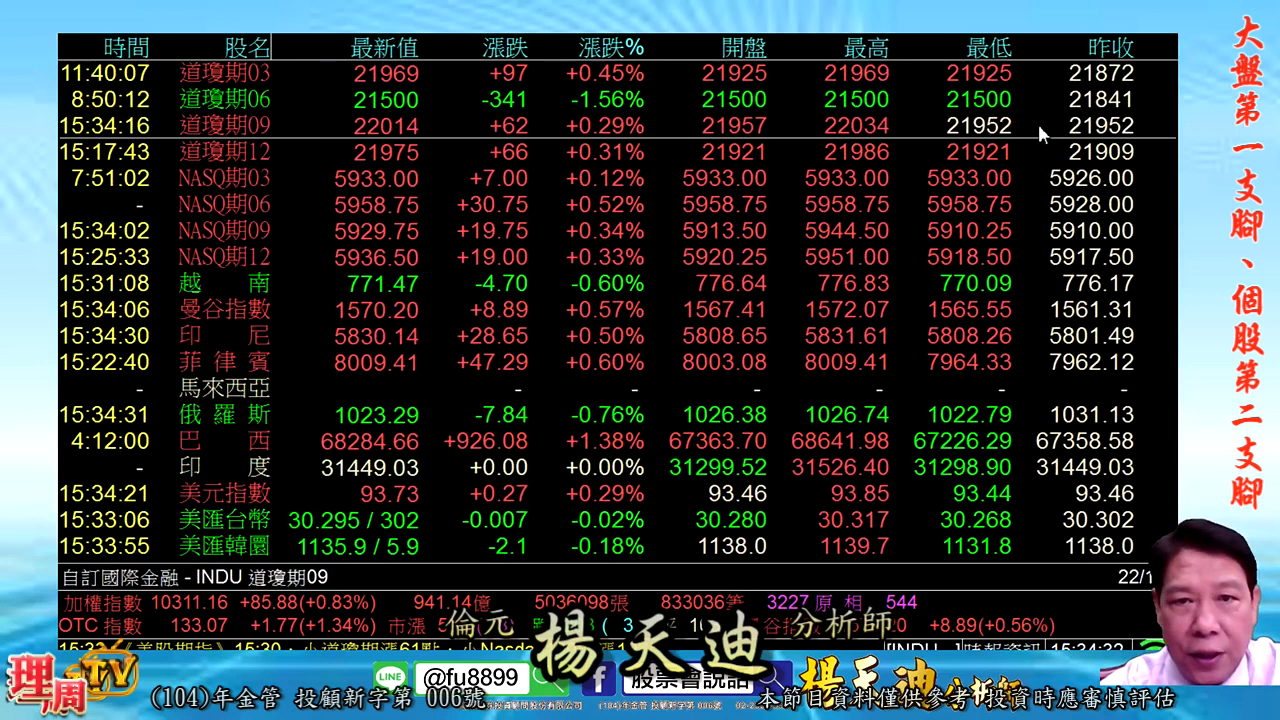 時間 股名 最新值 漲跌 漲跌% 開盤 最高 最低 昨收
11:40:07 道瓊期03 21969 +97 +0.45% 21925 21969 21925 21872
8:50:12 道瓊期06 21500 -341 -1.56% 21500 21500 21500 21841
15:34:16 道瓊期09 22014 +62 +0.29% 21957 22034 21952 21952
15:17:43 道瓊期12 21975 +66 +0.31% 21921 21986 21921 21909
7:51:02 NASQ期03 5933.00 +7.00 +0.12% 5933.00 5933.00 5933.00 5926.00
- NASQ期06 5958.75 +30.75 +0.52% 5958.75 5958.75 5958.75 5928.00
15:34:02 NASQ期09 5929.75 +19.75 +0.34% 5913.50 5944.50 5910.25 5910.00
15:25:33 NASQ期12 5936.50 +19.00 +0.33% 5920.25 5951.00 5918.50 5917.50
15:31:08 越南 771.47 -4.70 -0.60% 776.64 776.83 770.09 776.17
15:34:06 曼谷指數 1570.20 +8.89 +0.57% 1567.41 1572.07 1565.55 1561.31
15:34:30 印尼 5830.14 +28.65 +0.50% 5808.65 5831.61 5808.26 5801.49
15:22:40 菲律賓 8009.41 +47.29 +0.60% 8003.08 8009.41 7964.33 7962.12
- 馬來西亞 - - - - - -
15:34:31 俄羅斯 1023.29 -7.84 -0.76% 1026.38 1026.74 1022.79 1031.13
4:12:00 巴西 68284.66 +926.08 +1.38% 67363.70 68641.98 67226.29 67358.58
- 印度 31449.03 +0.00 +0.00% 31299.52 31526.40 31298.90 31449.03
15:34:21 美元指數 93.73 +0.27 +0.29% 93.46 93.85 93.44 93.46
15:33:06 美匯台幣 30.295 / 302 -0.007 -0.02% 30.280 30.317 30.268 30.302
15:33:55 美匯韓圜 1135.9 / 5.9 -2.1 -0.18% 1138.0 1139.7 1131.8 1138.0
自訂國際金融 - INDU 道瓊期09
加權指數 10311.16 +85.88(+0.83%) 941.14億 5036098張 833036筆 3227 原相 544
OTC 指數 133.07 +1.77(+1.34%) 市漲 +8.89(+0.56%)
倫元 楊天迪 分析師
大盤第一支腳、個股第二支腳
理周TV
LINE @fu8899 股票會說話 楊天迪 分析師
(104)年金管 投顧新字第 006號 本節目資料僅供參考 投資時應審慎評估